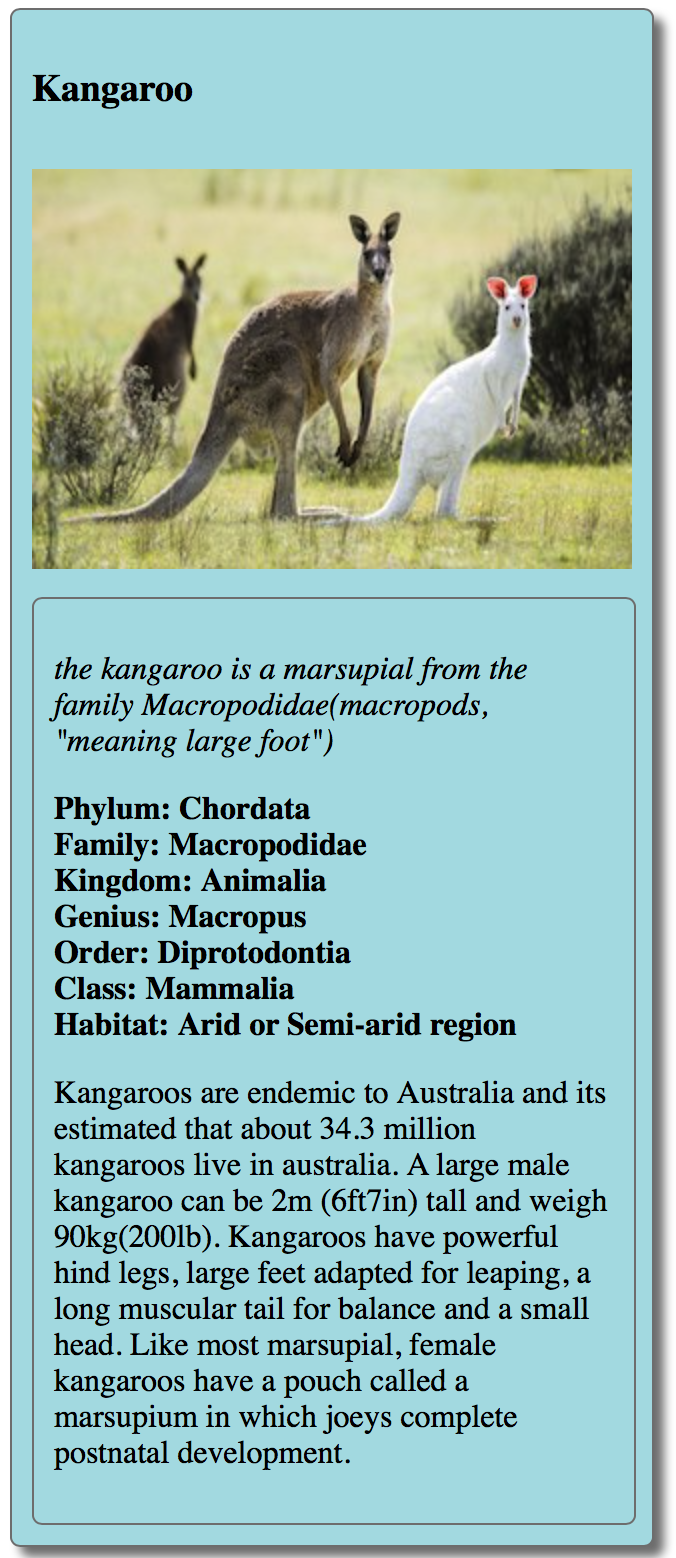 Kangaroo
the kangaroo is a marsupial from the
family Macropodidae(macropods,
"meaning large foot")
Phylum: Chordata
Family: Macropodidae
Kingdom: Animalia
Genius: Macropus
Order: Diprotodontia
Class: Mammalia
Habitat: Arid or Semi-arid region
Kangaroos are endemic to Australia and its
estimated that about 34.3 million
kangaroos live in australia. A large male
kangaroo can be 2m (6ft7in) tall and weigh
90kg(200lb). Kangaroos have powerful
hind legs, large feet adapted for leaping, a
long muscular tail for balance and a small
head. Like most marsupial, female
kangaroos have a pouch called a
marsupium in which joeys complete
postnatal development.